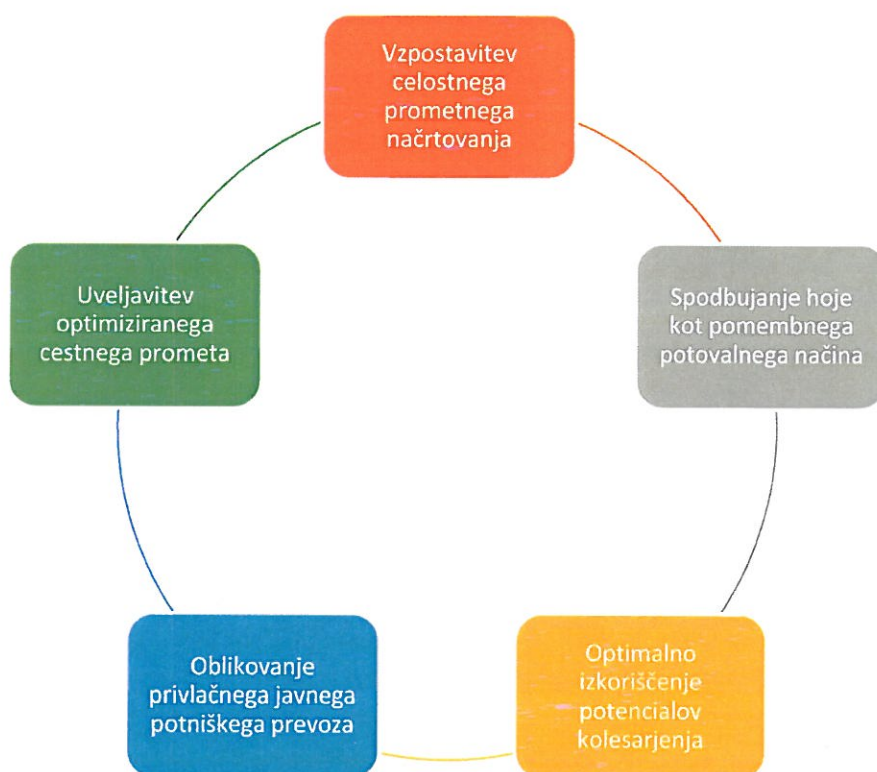 Vzpostavitev
celostnega
prometnega
načrtovanja
Spodbujanje hoje
kot pomembnega
potovalnega načina
Optimalno
izkoriščenje
potencialov
kolesarjenja
Oblikovanje
privlačnega javnega
potniškega prevoza
Uveljavitev
optimiziranega
cestnega prometa